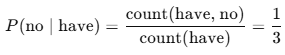 P(no | have) = count(have, no) / count(have) = 1/3